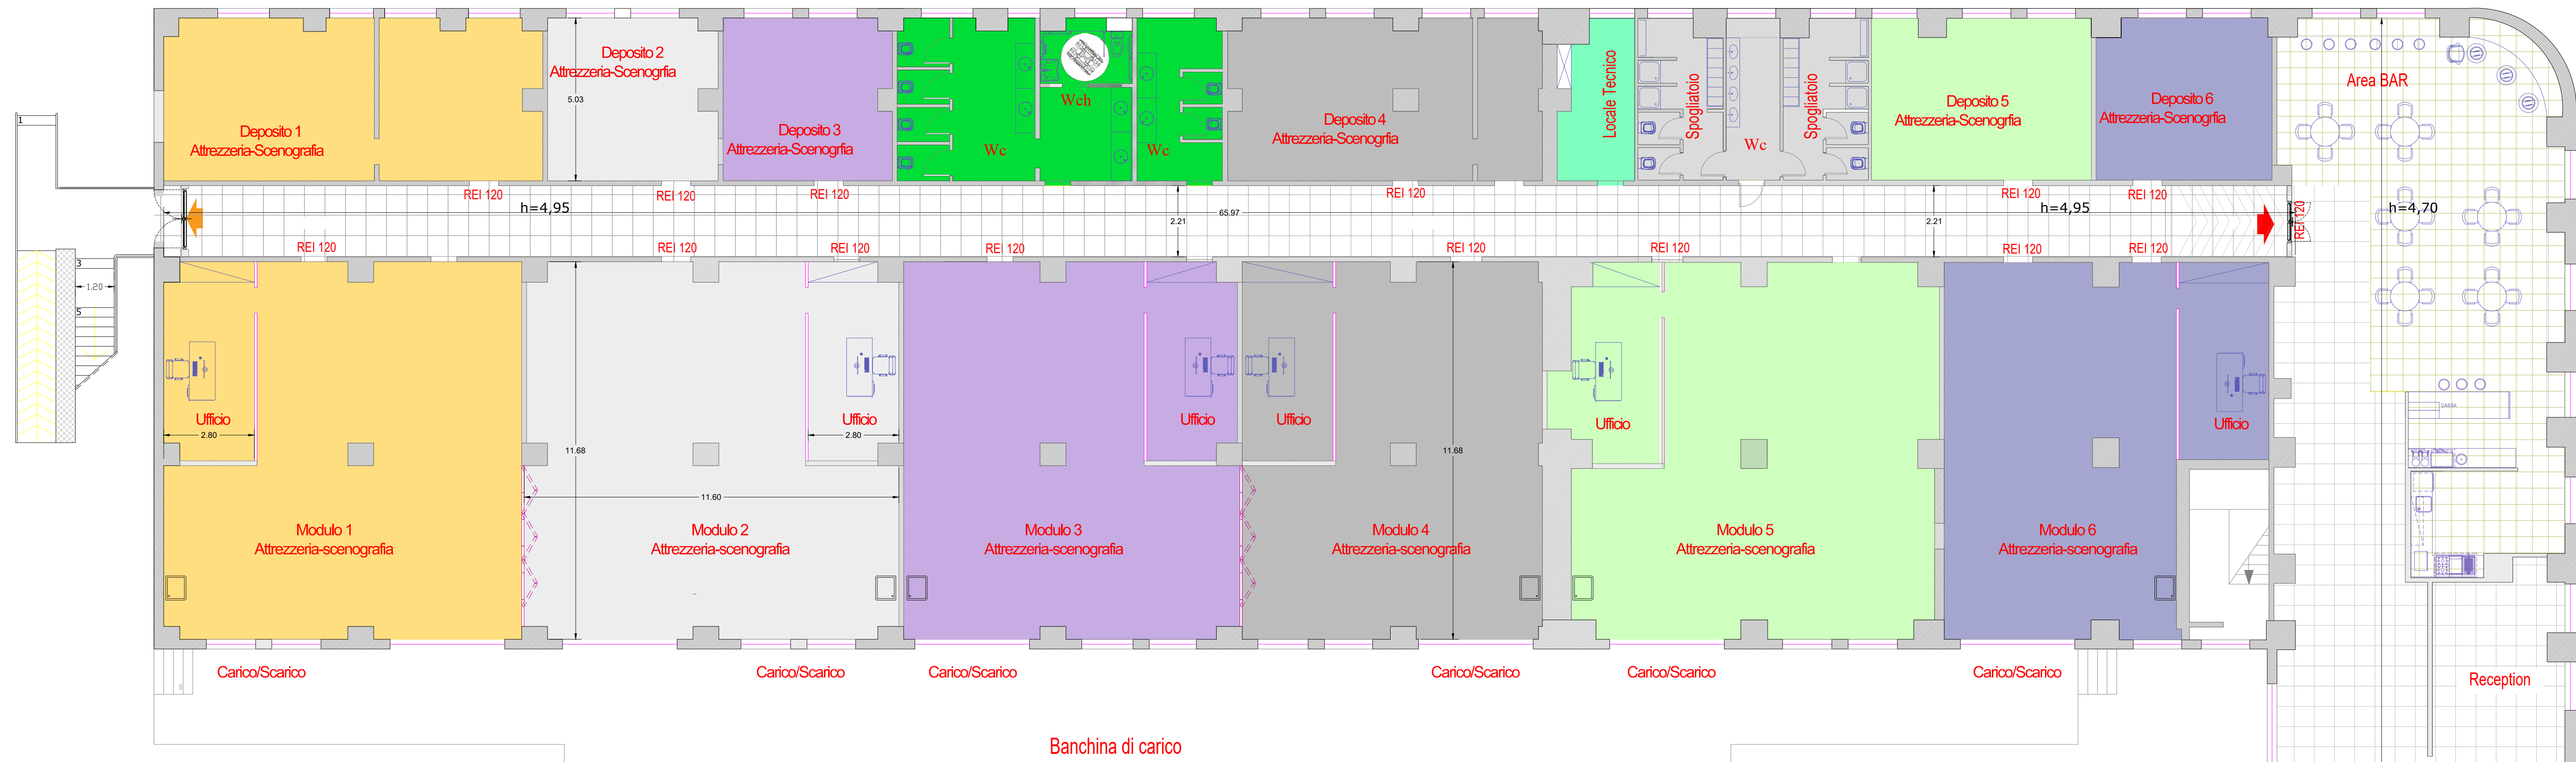 Deposito 1
Attrezzeria-Scenografia
Deposito 2
Attrezzeria-Scenogrfia
5.03
Deposito 3
Attrezzeria-Scenogrfia
Wc
Wch
Wc
Deposito 4
Attrezzeria-Scenogrfia
Locale Tecnico
Spogliatoio
Wc
Spogliatoio
Deposito 5
Attrezzeria-Scenogrfia
Deposito 6
Attrezzeria-Scenogrfia
Area BAR
1
3
1.20
5
REI 120
REI 120
REI 120
REI 120
REI 120
REI 120
h=4,95
65.97
2.21
2.21
h=4,95
REI 120
h=4,70
REI 120
REI 120
REI 120
REI 120
REI 120
REI 120
REI 120
REI 120
Ufficio
2.80
Ufficio
2.80
Ufficio
Ufficio
Ufficio
Ufficio
CASSA
11.68
11.68
11.60
Modulo 1
Attrezzeria-scenografia
Modulo 2
Attrezzeria-scenografia
Modulo 3
Attrezzeria-scenografia
Modulo 4
Attrezzeria-scenografia
Modulo 5
Attrezzeria-scenografia
Modulo 6
Attrezzeria-scenografia
Carico/Scarico
Carico/Scarico
Carico/Scarico
Carico/Scarico
Carico/Scarico
Carico/Scarico
Reception
Banchina di carico